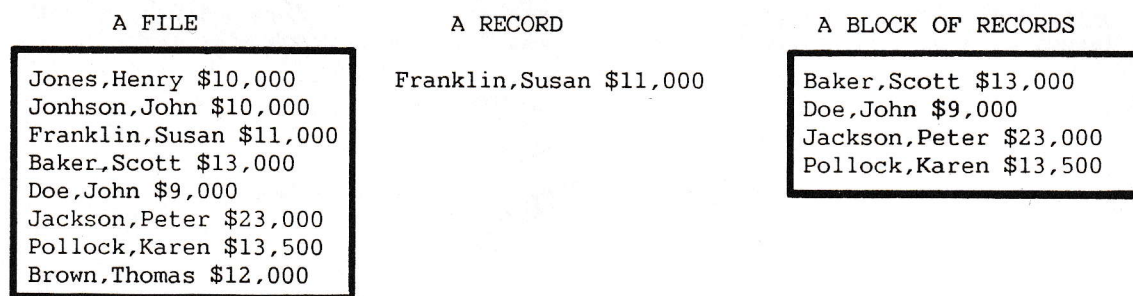 A FILE
Jones,Henry $10,000
Jonhson,John $10,000
Franklin,Susan $11,000
Baker,Scott $13,000
Doe,John $9,000
Jackson,Peter $23,000
Pollock,Karen $13,500
Brown,Thomas $12,000
A RECORD
Franklin,Susan $11,000
A BLOCK OF RECORDS
Baker,Scott $13,000
Doe,John $9,000
Jackson,Peter $23,000
Pollock,Karen $13,500